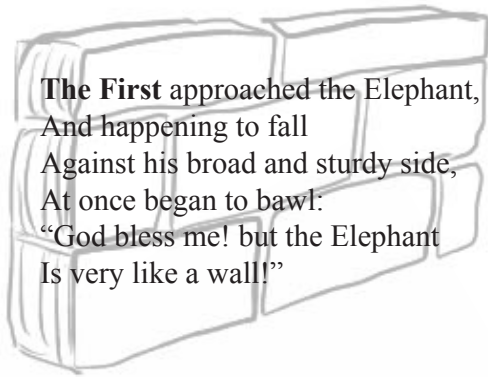 The First approached the Elephant,
And happening to fall
Against his broad and sturdy side,
At once began to bawl:
“God bless me! but the Elephant
Is very like a wall!”